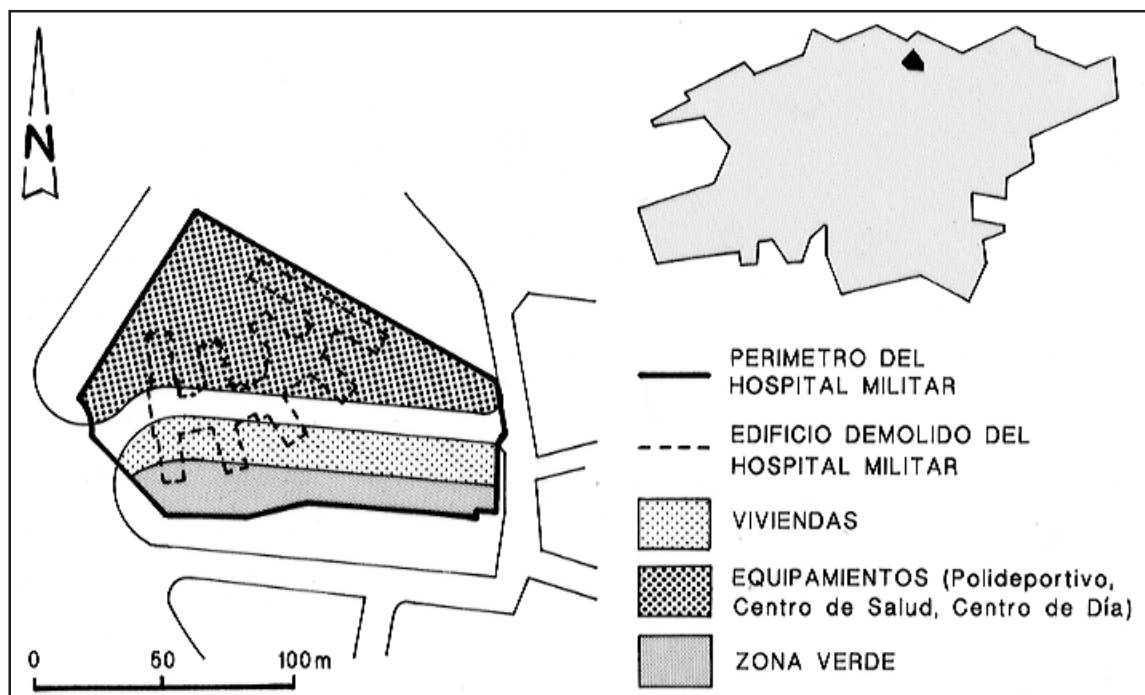 N
PERIMETRO DEL
HOSPITAL MILITAR
EDIFICIO DEMOLIDO DEL
HOSPITAL MILITAR
VIVIENDAS
EQUIPAMIENTOS (Polideportivo,
Centro de Salud, Centro de Día)
ZONA VERDE
0 50 100 m